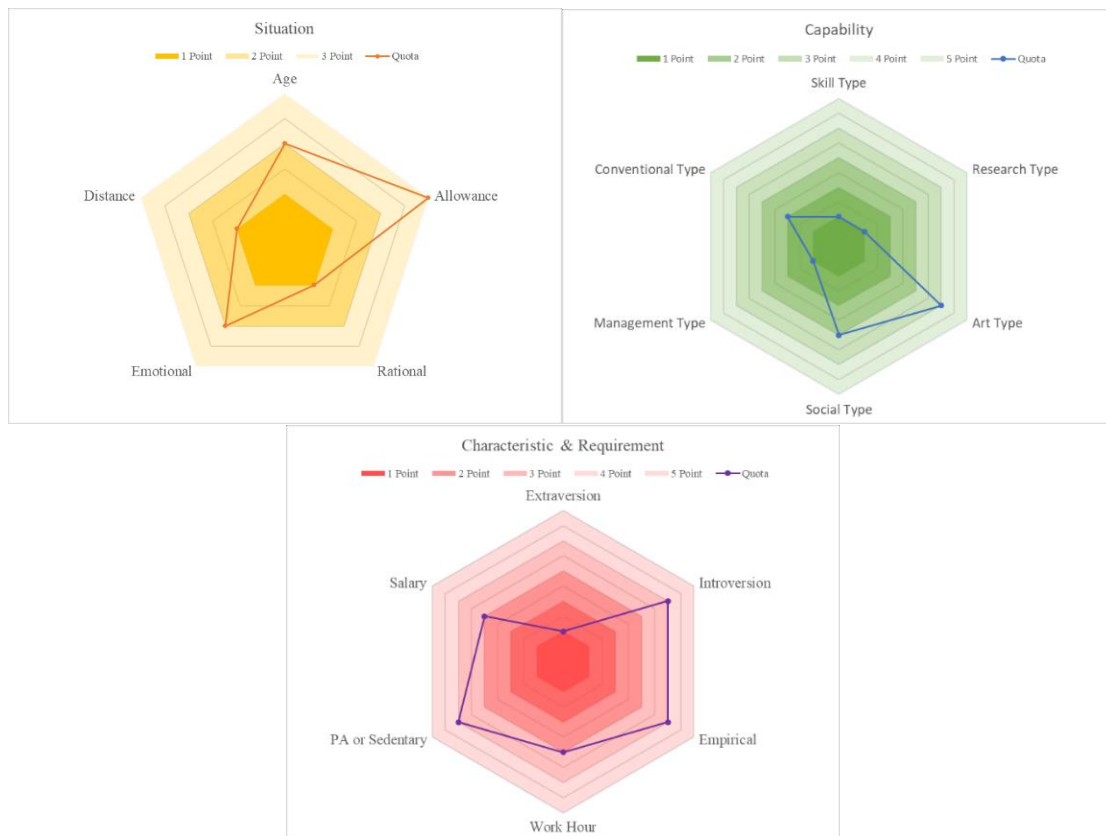 Situation
1 Point 2 Point 3 Point Quota
Age
Distance
Allowance
Emotional
Rational
Capability
1 Point 2 Point 3 Point 4 Point 5 Point Quota
Skill Type
Conventional Type
Research Type
Management Type
Art Type
Social Type
Characteristic & Requirement
1 Point 2 Point 3 Point 4 Point 5 Point Quota
Extraversion
Salary
Introversion
PA or Sedentary
Empirical
Work Hour